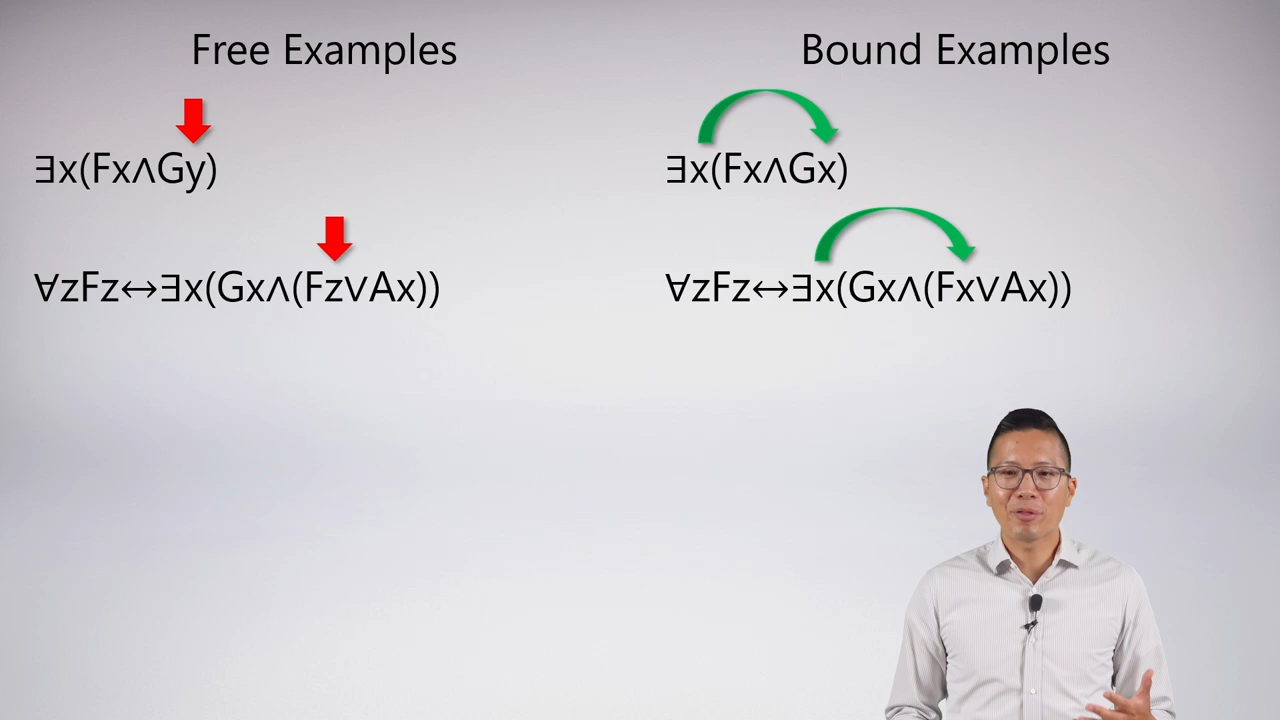 Free Examples
∃x(Fx∧Gy)
∀zFz↔∃x(Gx∧(Fz∨Ax))
Bound Examples
∃x(Fx∧Gx)
∀zFz↔∃x(Gx∧(Fx∨Ax))